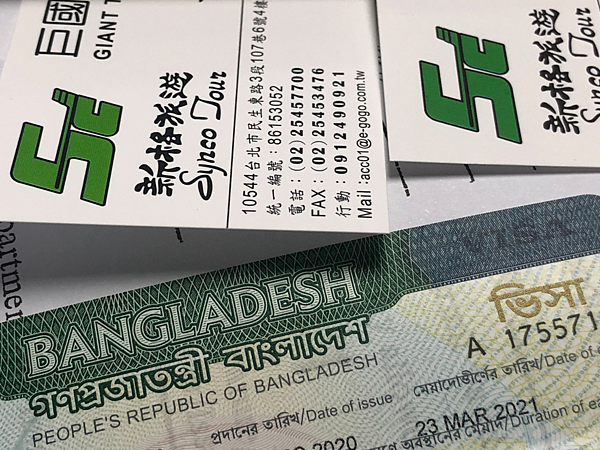 巨國
GIANT T
新格旅遊
Synco Tour
10544台北市民生東路3段107巷6號4樓
統一編號：86153052
電話：(02)25457700
FAX：(02)25453476
行動：0912490921
Mail :acc01@e-gogo.com.tw
新格旅遊
Synco
partmen
VISA
BANGLADESH
ভিসা
গণপ্রজাতন্ত্রী বাংলাদেশ
A 175571
PEOPLE'S REPUBLIC OF BANGLADESH
মেয়াদোত্তীর্ণের তারিখ/Date of e
প্রদানের তারিখ/Date of issue
23 MAR 2021
2020
অবস্থানের মেয়াদ/Duration of ea